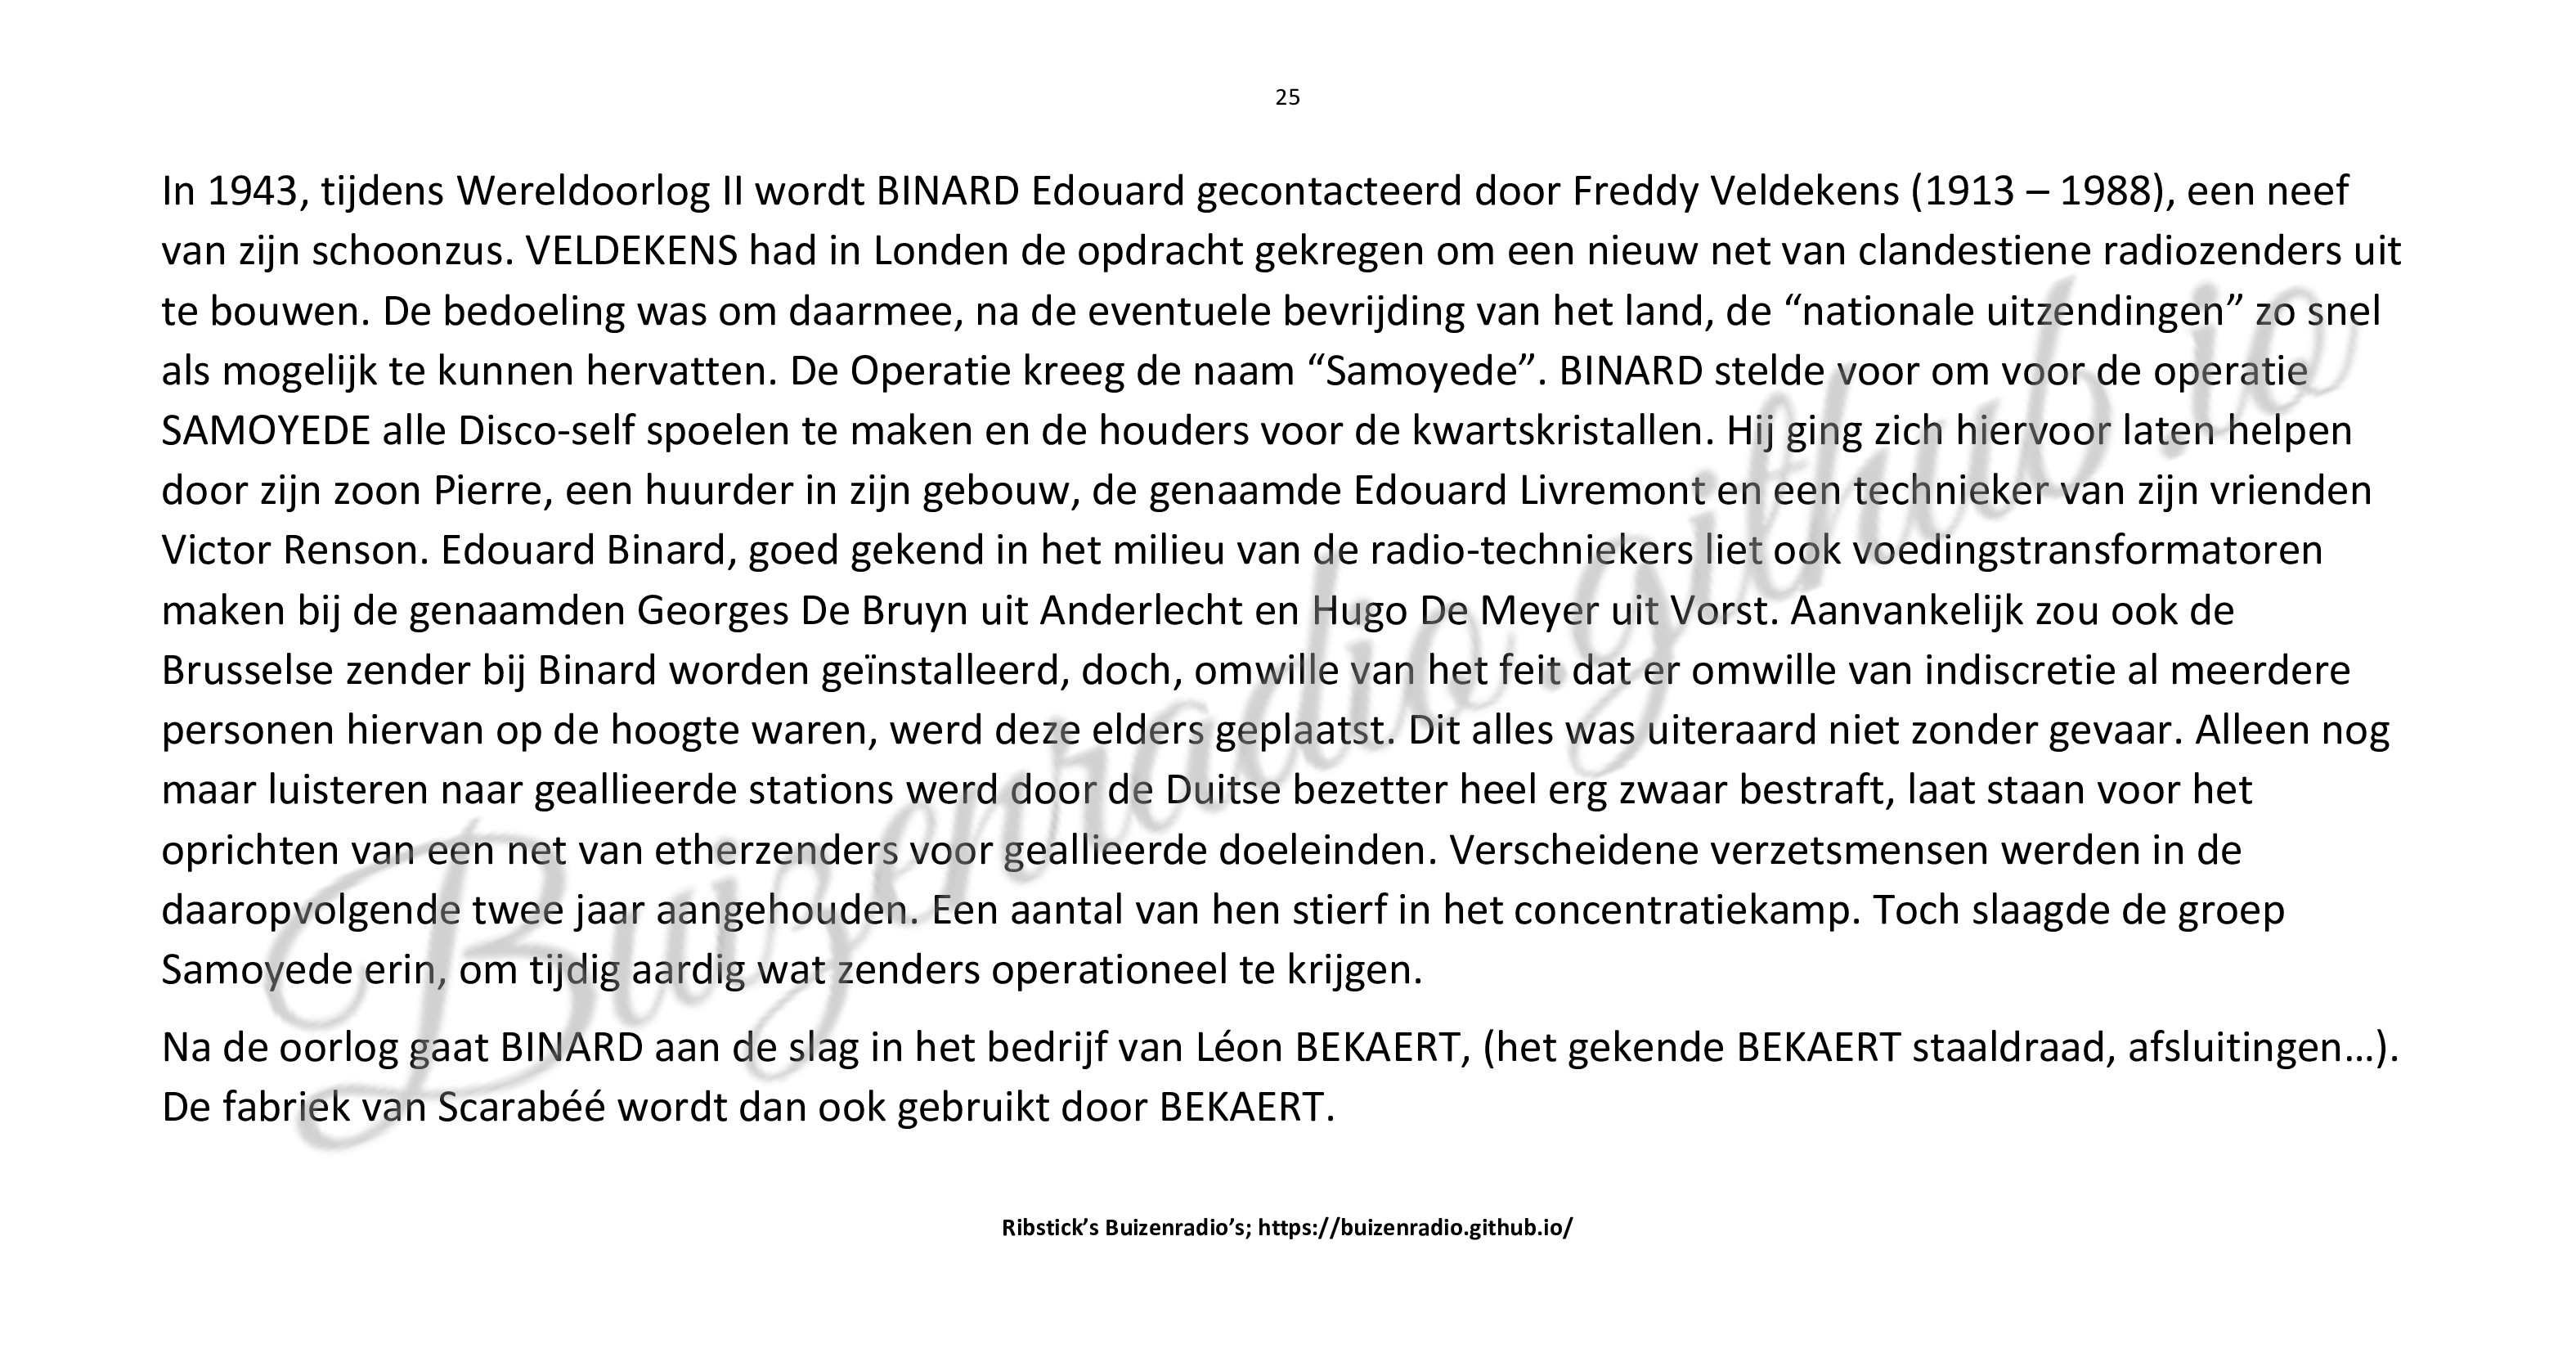 25
In 1943, tijdens Wereldoorlog II wordt BINARD Edouard gecontacteerd door Freddy Veldekens (1913 – 1988), een neef
van zijn schoonzus. VELDEKENS had in Londen de opdracht gekregen om een nieuw net van clandestiene radiozenders uit
te bouwen. De bedoeling was om daarmee, na de eventuele bevrijding van het land, de “nationale uitzendingen” zo snel
als mogelijk te kunnen hervatten. De Operatie kreeg de naam “Samoyede”. BINARD stelde voor om voor de operatie
SAMOYEDE alle Disco-self spoelen te maken en de houders voor de kwartskristallen. Hij ging zich hiervoor laten helpen
door zijn zoon Pierre, een huurder in zijn gebouw, de genaamde Edouard Livremont en een technieker van zijn vrienden
Victor Renson. Edouard Binard, goed gekend in het milieu van de radio-techniekers liet ook voedingstransformatoren
maken bij de genaamden Georges De Bruyn uit Anderlecht en Hugo De Meyer uit Vorst. Aanvankelijk zou ook de
Brusselse zender bij Binard worden geïnstalleerd, doch, omwille van het feit dat er omwille van indiscretie al meerdere
personen hiervan op de hoogte waren, werd deze elders geplaatst. Dit alles was uiteraard niet zonder gevaar. Alleen nog
maar luisteren naar geallieerde stations werd door de Duitse bezetter heel erg zwaar bestraft, laat staan voor het
oprichten van een net van etherzenders voor geallieerde doeleinden. Verscheidene verzetsmensen werden in de
daaropvolgende twee jaar aangehouden. Een aantal van hen stierf in het concentratiekamp. Toch slaagde de groep
Samoyede erin, om tijdig aardig wat zenders operationeel te krijgen.
Na de oorlog gaat BINARD aan de slag in het bedrijf van Léon BEKAERT, (het gekende BEKAERT staaldraad, afsluitingen…).
De fabriek van Scarabéé wordt dan ook gebruikt door BEKAERT.
Buizenradio.github.io
Ribstick’s Buizenradio’s; https://buizenradio.github.io/